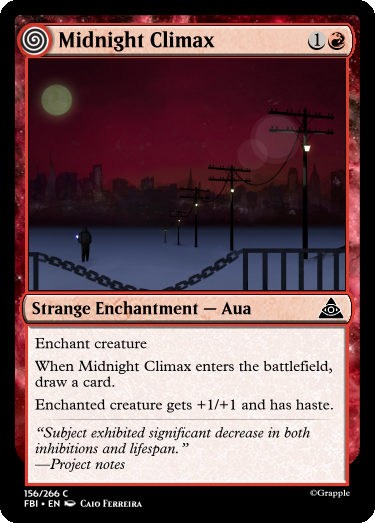 Midnight Climax 1
Strange Enchantment — Aua
Enchant creature
When Midnight Climax enters the battlefield,
draw a card.
Enchanted creature gets +1/+1 and has haste.
“Subject exhibited significant decrease in both
inhibitions and lifespan.”
—Project notes
156/266 C
FBI • EN Caio Ferreira
©Grapple